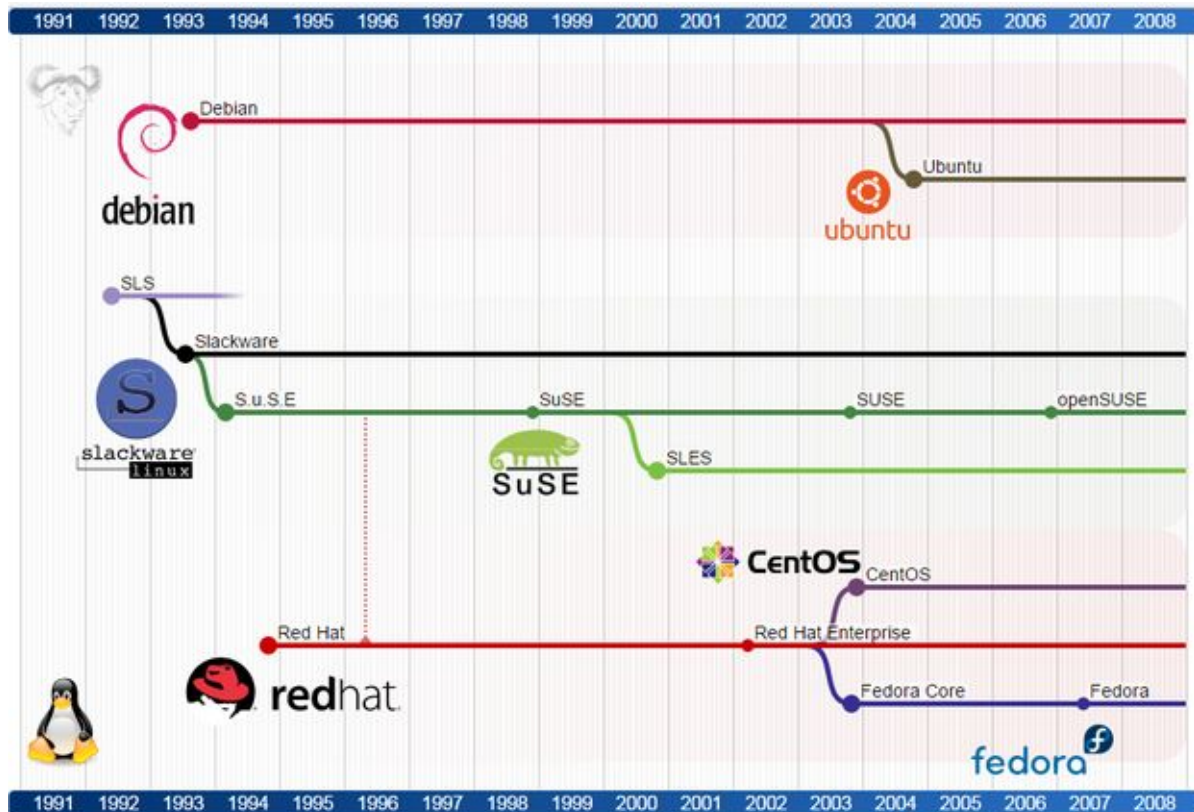 1991 1992 1993 1994 1995 1996 1997 1998 1999 2000 2001 2002 2003 2004 2005 2006 2007 2008
Debian
debian
Ubuntu
ubuntu
SLS
Slackware
slackware
linux
S.u.S.E
SuSE
SUSE
openSUSE
SuSE
SLES
CentOS
CentOS
Red Hat
Red Hat Enterprise
redhat.
Fedora Core
Fedora
fedora
1991 1992 1993 1994 1995 1996 1997 1998 1999 2000 2001 2002 2003 2004 2005 2006 2007 2008